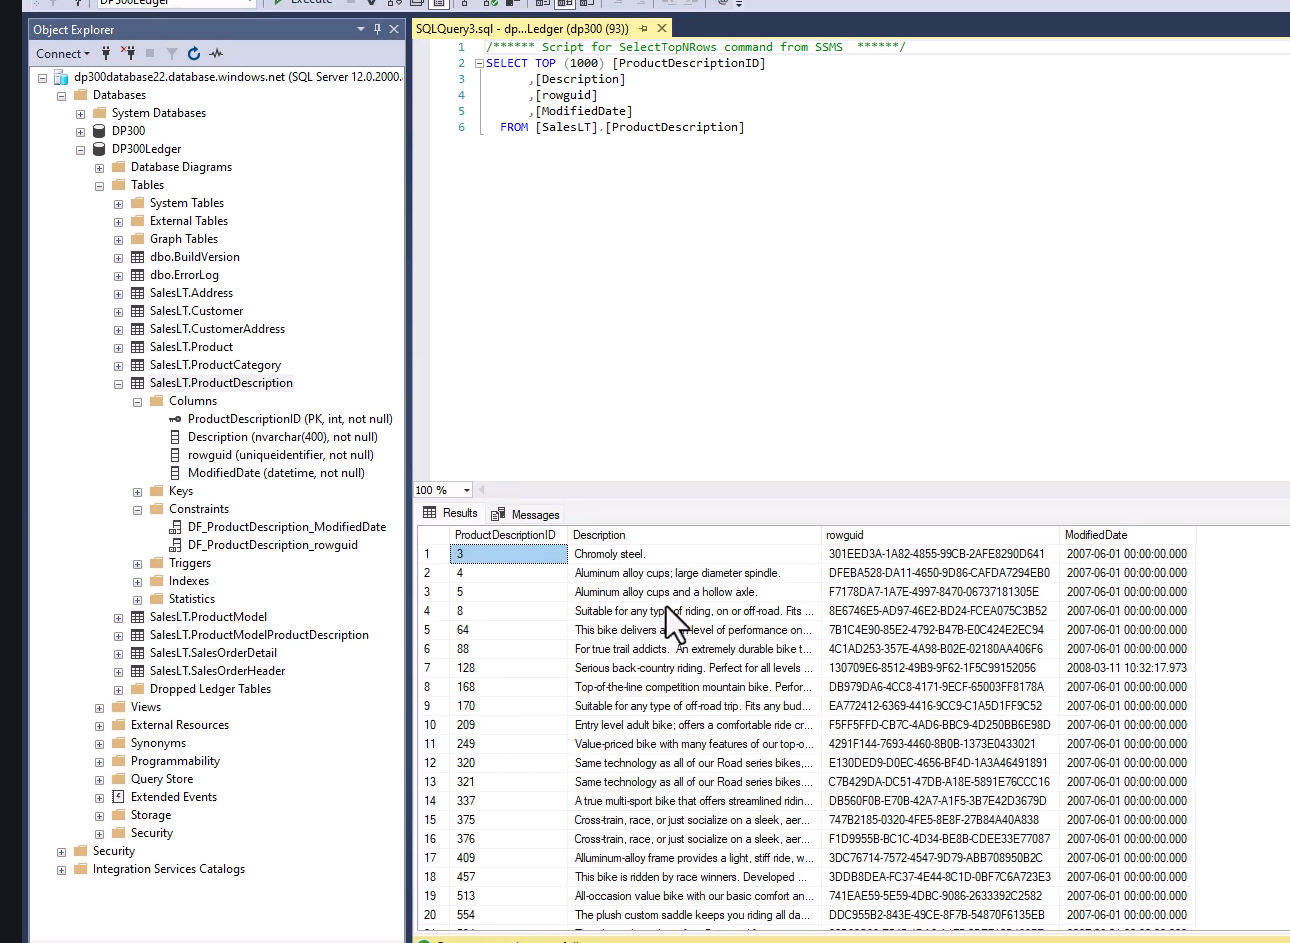 DP300Ledger
Execute
Object Explorer
SQLQuery3.sql - dp...Ledger (dp300 (93))
Connect
dp300database22.database.windows.net (SQL Server 12.0.2000.
Databases
System Databases
DP300
DP300Ledger
Database Diagrams
Tables
System Tables
External Tables
Graph Tables
dbo.BuildVersion
dbo.ErrorLog
SalesLT.Address
SalesLT.Customer
SalesLT.CustomerAddress
SalesLT.Product
SalesLT.ProductCategory
SalesLT.ProductDescription
Columns
ProductDescriptionID (PK, int, not null)
Description (nvarchar(400), not null)
rowguid (uniqueidentifier, not null)
ModifiedDate (datetime, not null)
Keys
Constraints
DF_ProductDescription_ModifiedDate
DF_ProductDescription_rowguid
Triggers
Indexes
Statistics
SalesLT.ProductModel
SalesLT.ProductModelProductDescription
SalesLT.SalesOrderDetail
SalesLT.SalesOrderHeader
Dropped Ledger Tables
Views
External Resources
Synonyms
Programmability
Query Store
Extended Events
Storage
Security
Security
Integration Services Catalogs
1 /****** Script for SelectTopNRows command from SSMS ******/
2 SELECT TOP (1000) [ProductDescriptionID]
3 ,[Description]
4 ,[rowguid]
5 ,[ModifiedDate]
6 FROM [SalesLT].[ProductDescription]
100 %
Results Messages
ProductDescriptionID Description rowguid ModifiedDate
1 3 Chromoly steel. 301EED3A-1A82-4855-99CB-2AFE8290D641 2007-06-01 00:00:00.000
2 4 Aluminum alloy cups; large diameter spindle. DFEBA528-DA11-4650-9D86-CAFDA7294EB0 2007-06-01 00:00:00.000
3 5 Aluminum alloy cups and a hollow axle. F7178DA7-1A7E-4997-8470-06737181305E 2007-06-01 00:00:00.000
4 8 Suitable for any type of riding, on or off-road. Fits ... 8E6746E5-AD97-46E2-BD24-FCEA075C3B52 2007-06-01 00:00:00.000
5 64 This bike delivers a level of performance on... 7B1C4E90-85E2-4792-B47B-E0C424E2EC94 2007-06-01 00:00:00.000
6 88 For true trail addicts. An extremely durable bike t... 4C1AD253-357E-4A98-B02E-02180AA406F6 2007-06-01 00:00:00.000
7 128 Serious back-country riding. Perfect for all levels ... 130709E6-8512-49B9-9F62-1F5C99152056 2008-03-11 10:32:17.973
8 168 Top-of-the-line competition mountain bike. Perfor... DB979DA6-4CC8-4171-9ECF-65003FF8178A 2007-06-01 00:00:00.000
9 170 Suitable for any type of off-road trip. Fits any bud... EA772412-6369-4416-9CC9-C1A5D1FF9C52 2007-06-01 00:00:00.000
10 209 Entry level adult bike; offers a comfortable ride cr... F5FF5FFD-CB7C-4AD6-BBC9-4D250BB6E98D 2007-06-01 00:00:00.000
11 249 Value-priced bike with many features of our top-o... 4291F144-7693-4460-8B0B-1373E0433021 2007-06-01 00:00:00.000
12 320 Same technology as all of our Road series bikes,... E130DED9-D0EC-4656-BF4D-1A3A46491891 2007-06-01 00:00:00.000
13 321 Same technology as all of our Road series bikes.... C7B429DA-DC51-47DB-A18E-5891E76CCC16 2007-06-01 00:00:00.000
14 337 A true multi-sport bike that offers streamlined ridin... DB560F0B-E70B-42A7-A1F5-3B7E42D3679D 2007-06-01 00:00:00.000
15 375 Cross-train, race, or just socialize on a sleek, aer... 747B2185-0320-4FE5-8E8F-27B84A40A838 2007-06-01 00:00:00.000
16 376 Cross-train, race, or just socialize on a sleek, aer... F1D9955B-BC1C-4D34-BE8B-CDEE33E77087 2007-06-01 00:00:00.000
17 409 Alluminum-alloy frame provides a light, stiff ride, w... 3DC76714-7572-4547-9D79-ABB708950B2C 2007-06-01 00:00:00.000
18 457 This bike is ridden by race winners. Developed ... 3DDB8DEA-FC37-4E44-8C1D-0BF7C6A723E3 2007-06-01 00:00:00.000
19 513 All-occasion value bike with our basic comfort an... 741EAE59-5E59-4DBC-9086-2633392C2582 2007-06-01 00:00:00.000
20 554 The plush custom saddle keeps you riding all da... DDC955B2-843E-49CE-8F7B-54870F6135EB 2007-06-01 00:00:00.000